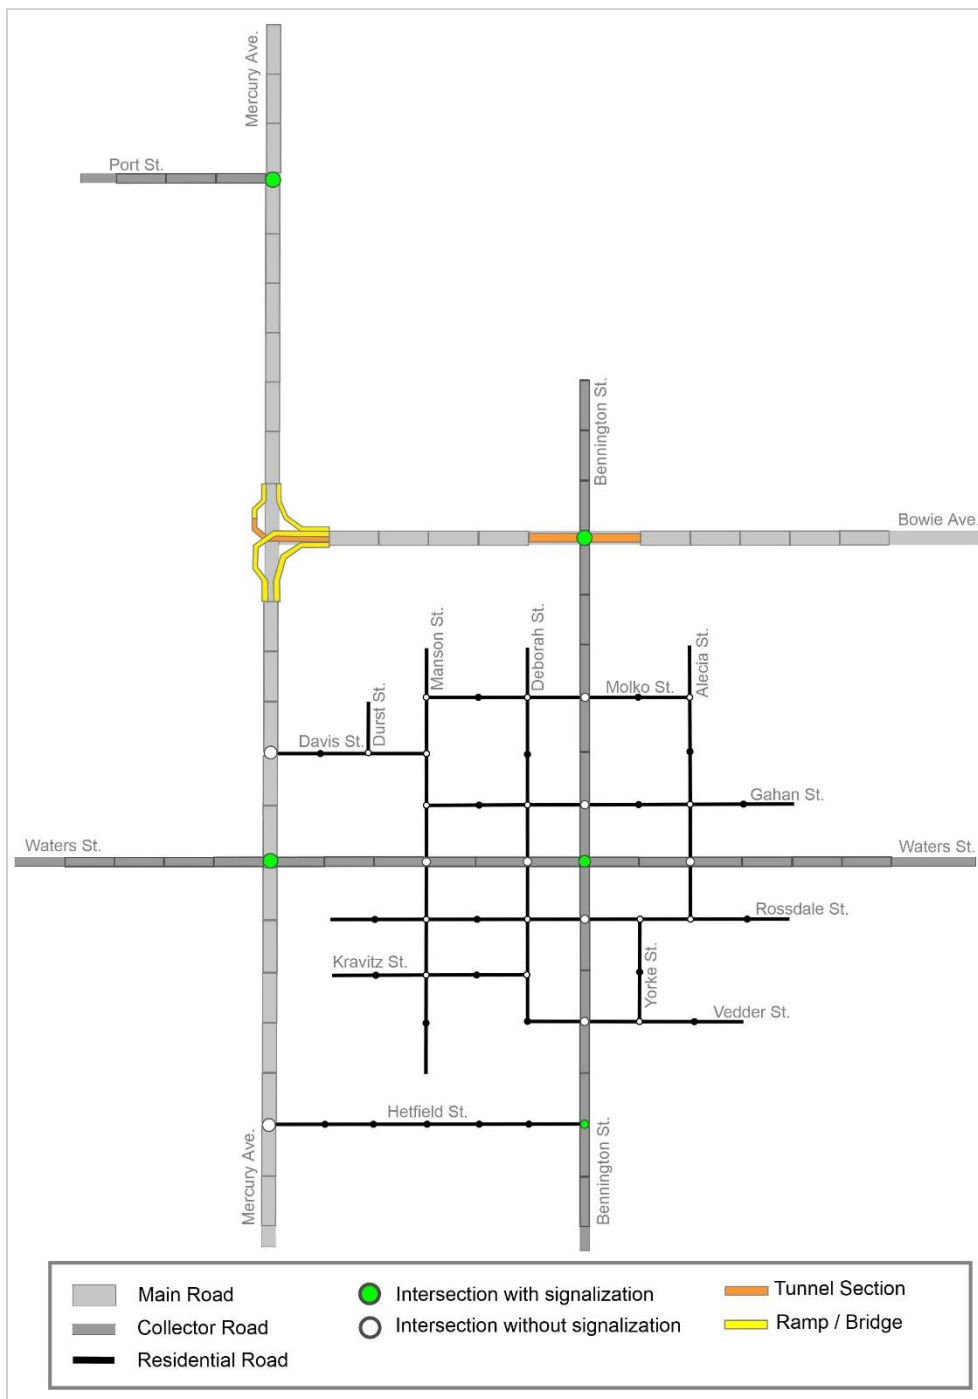 Mercury Ave.
Port St.
Bennington St.
Bowie Ave.
Manson St.
Deborah St.
Alecia St.
Molko St.
Durst St.
Davis St.
Gahan St.
Waters St.
Waters St.
Rossdale St.
Kravitz St.
Yorke St.
Vedder St.
Hetfield St.
Mercury Ave.
Bennington St.
Main Road
Collector Road
Residential Road
Intersection with signalization
Intersection without signalization
Tunnel Section
Ramp / Bridge